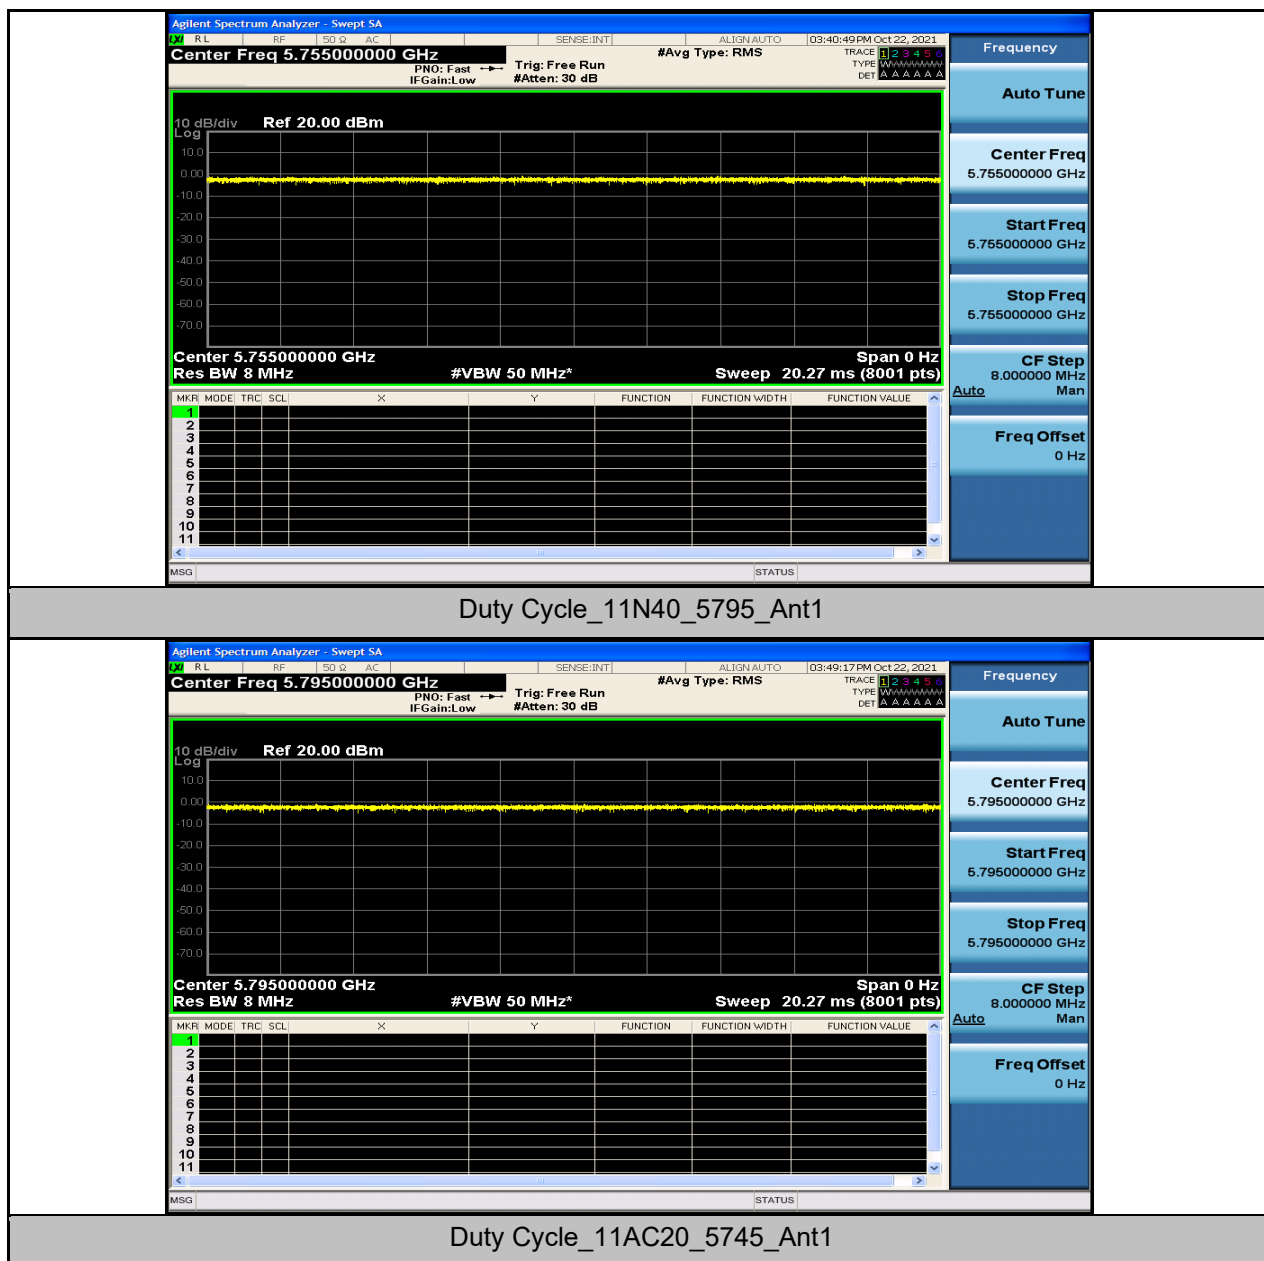 Agilent Spectrum Analyzer - Swept SA
LXI RL RF 50 Ω AC SENSE:INT ALIGN AUTO 03:40:49 PM Oct 22, 2021
Center Freq 5.755000000 GHz #Avg Type: RMS TRACE 1 2 3 4 5 6
PNO: Fast Trig: Free Run TYPE
IFGain:Low #Atten: 30 dB DET A A A A A A
10 dB/div Ref 20.00 dBm
Log
10.0
0.00
-10.0
-20.0
-30.0
-40.0
-50.0
-60.0
-70.0
Center 5.755000000 GHz Span 0 Hz
Res BW 8 MHz #VBW 50 MHz* Sweep 20.27 ms (8001 pts)
MKR MODE TRC SCL X Y FUNCTION FUNCTION WIDTH FUNCTION VALUE
1
2
3
4
5
6
7
8
9
10
11
MSG STATUS
Frequency
Auto Tune
Center Freq
5.755000000 GHz
Start Freq
5.755000000 GHz
Stop Freq
5.755000000 GHz
CF Step
8.000000 MHz
Auto Man
Freq Offset
0 Hz
Duty Cycle_11N40_5795_Ant1
Agilent Spectrum Analyzer - Swept SA
LXI RL RF 50 Ω AC SENSE:INT ALIGN AUTO 03:49:17 PM Oct 22, 2021
Center Freq 5.795000000 GHz #Avg Type: RMS TRACE 1 2 3 4 5 6
PNO: Fast Trig: Free Run TYPE
IFGain:Low #Atten: 30 dB DET A A A A A A
10 dB/div Ref 20.00 dBm
Log
10.0
0.00
-10.0
-20.0
-30.0
-40.0
-50.0
-60.0
-70.0
Center 5.795000000 GHz Span 0 Hz
Res BW 8 MHz #VBW 50 MHz* Sweep 20.27 ms (8001 pts)
MKR MODE TRC SCL X Y FUNCTION FUNCTION WIDTH FUNCTION VALUE
1
2
3
4
5
6
7
8
9
10
11
MSG STATUS
Frequency
Auto Tune
Center Freq
5.795000000 GHz
Start Freq
5.795000000 GHz
Stop Freq
5.795000000 GHz
CF Step
8.000000 MHz
Auto Man
Freq Offset
0 Hz
Duty Cycle_11AC20_5745_Ant1